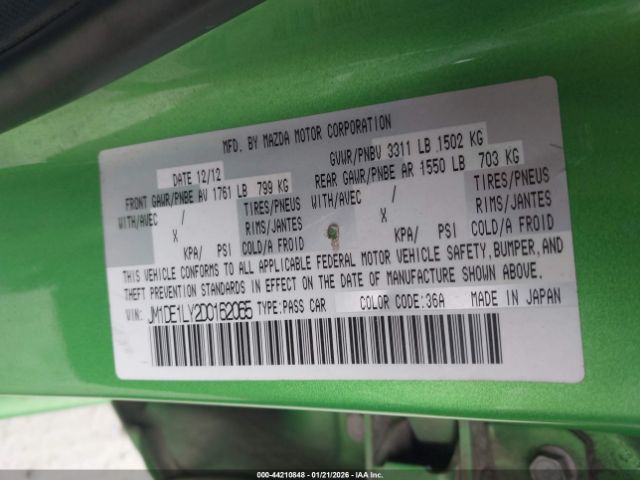 MFD. BY MAZDA MOTOR CORPORATION
DATE 12/12 GVWR/PNBV 3311 LB 1502 KG
FRONT GAWR/PNBE AV 1761 LB 799 KG REAR GAWR/PNBE AR 1550 LB 703 KG
WITH/AVEC / TIRES/PNEUS WITH/AVEC / TIRES/PNEUS
X RIMS/JANTES X RIMS/JANTES
KPA/ PSI COLD/A FROID KPA/ PSI COLD/A FROID
THIS VEHICLE CONFORMS TO ALL APPLICABLE FEDERAL MOTOR VEHICLE SAFETY,BUMPER,AND
THEFT PREVENTION STANDARDS IN EFFECT ON THE DATE OF MANUFACTURE SHOWN ABOVE.
VIN: JM1DE1LY2D0162065 TYPE:PASS CAR COLOR CODE:36A MADE IN JAPAN
000-44210848 01/21/2026 - IAA Inc.